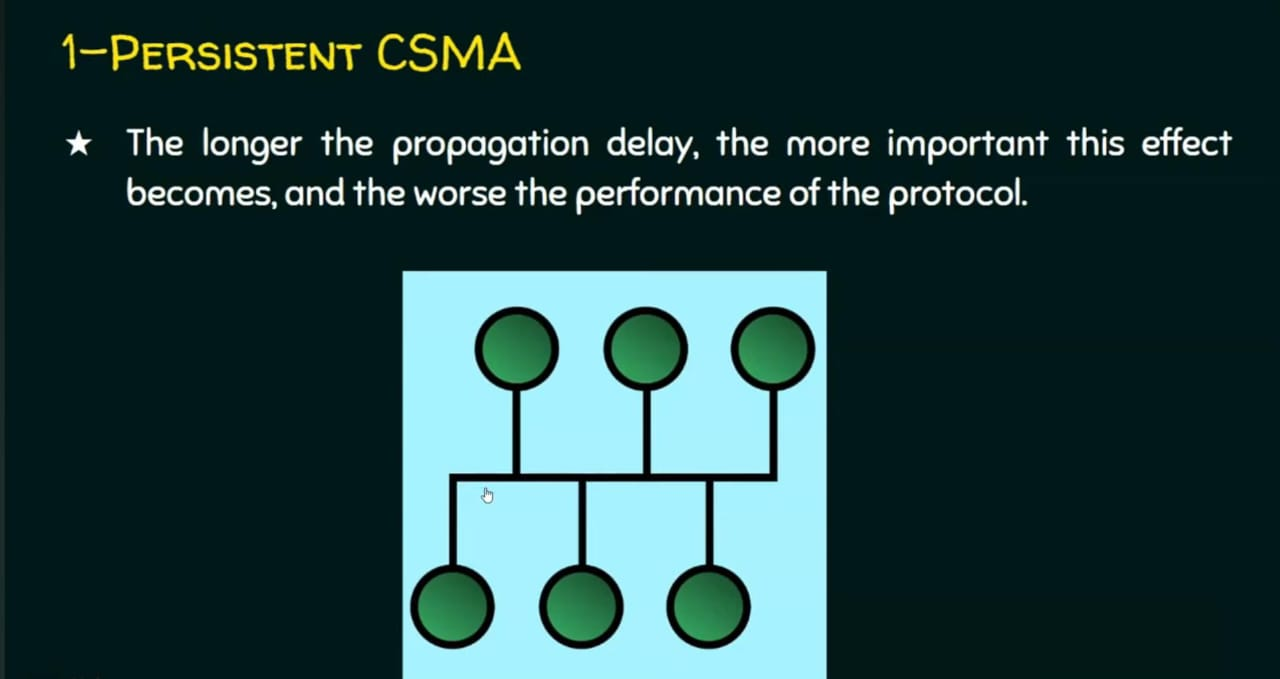 1-Persistent CSMA
★ The longer the propagation delay, the more important this effect
becomes, and the worse the performance of the protocol.